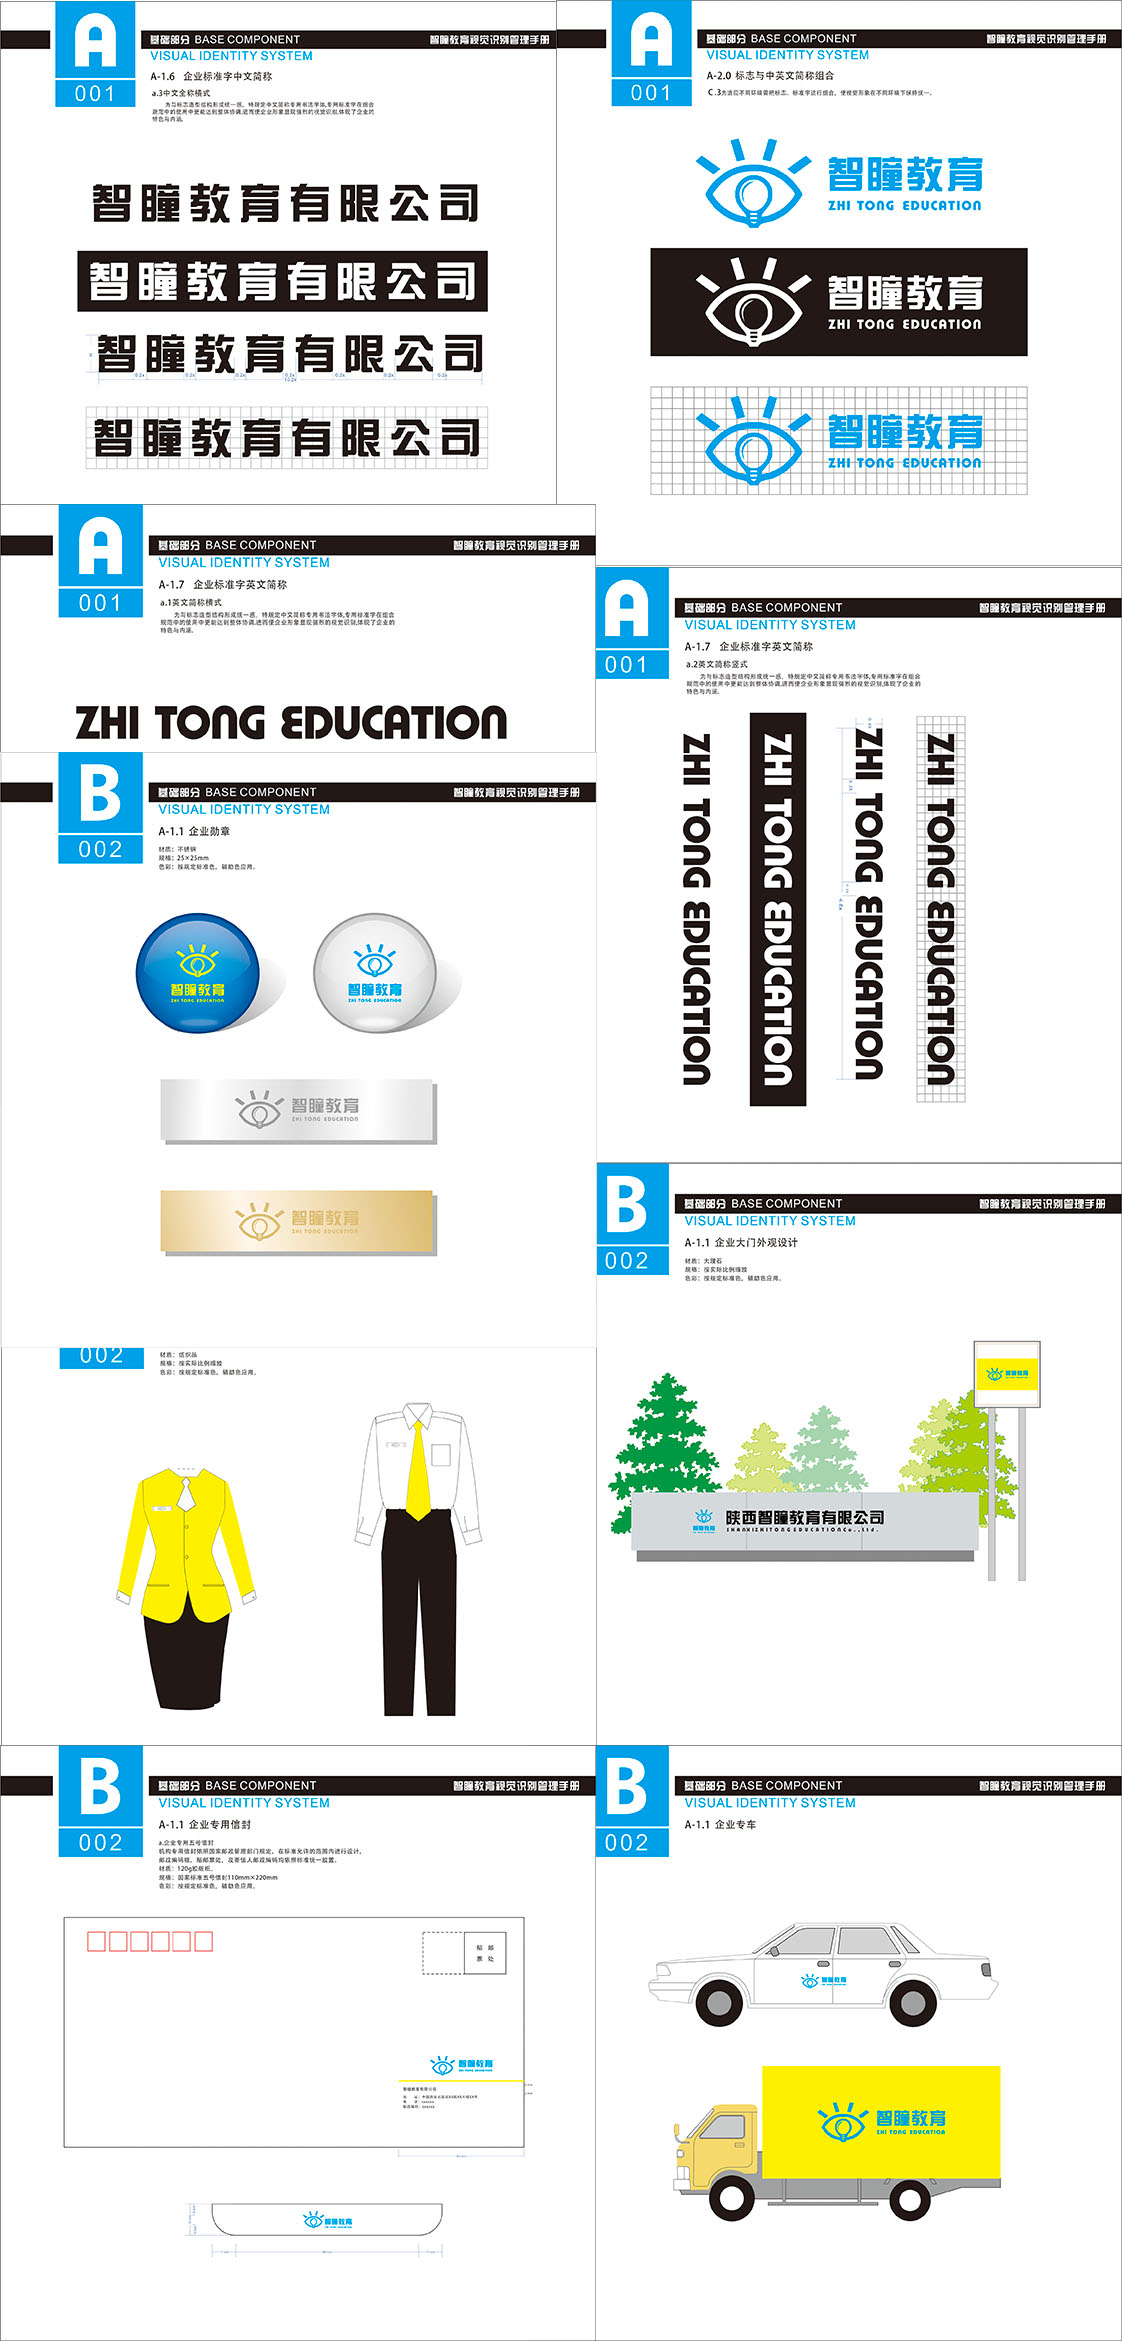 A
001
基础部分 BASE COMPONENT
智瞳教育视觉识别管理手册
VISUAL IDENTITY SYSTEM
A-1.6 企业标准字中文简称
a.3中文全称横式
为与标志造型结构形成统一感，特规定中文简称专用书法字体,专用标准字在组合
规范中的使用中更能达到整体协调,进而使企业形象显现强烈的视觉识别,体现了企业的
特色与内涵。
智瞳教育有限公司
智瞳教育有限公司
智瞳教育有限公司
x
0.2x 0.2x 0.2x 0.2x 0.2x 0.2x 0.2x
10.2x
智瞳教育有限公司
A
001
基础部分 BASE COMPONENT
智瞳教育视觉识别管理手册
VISUAL IDENTITY SYSTEM
A-2.0 标志与中英文简称组合
C.3为适应不同环境需把标志、标准字进行组合，使视觉形象在不同环境下保持统一。
智瞳教育
ZHI TONG EDUCATION
智瞳教育
ZHI TONG EDUCATION
智瞳教育
ZHI TONG EDUCATION
A
001
基础部分 BASE COMPONENT
智瞳教育视觉识别管理手册
VISUAL IDENTITY SYSTEM
A-1.7 企业标准字英文简称
a.1英文简称横式
为与标志造型结构形成统一感，特规定中文简称专用书法字体,专用标准字在组合
规范中的使用中更能达到整体协调,进而使企业形象显现强烈的视觉识别,体现了企业的
特色与内涵。
ZHI TONG EDUCATION
A
001
基础部分 BASE COMPONENT
智瞳教育视觉识别管理手册
VISUAL IDENTITY SYSTEM
A-1.7 企业标准字英文简称
a.2英文简称竖式
为与标志造型结构形成统一感，特规定中文简称专用书法字体,专用标准字在组合
规范中的使用中更能达到整体协调,进而使企业形象显现强烈的视觉识别,体现了企业的
特色与内涵。
ZHI TONG EDUCATION
ZHI TONG EDUCATION
ZHI TONG EDUCATION
ZHI TONG EDUCATION
B
002
基础部分 BASE COMPONENT
智瞳教育视觉识别管理手册
VISUAL IDENTITY SYSTEM
A-1.1 企业勋章
材质：不锈钢
规格：25×25mm
色彩：按规定标准色，辅助色应用。
智瞳教育
ZHI TONG EDUCATION
智瞳教育
ZHI TONG EDUCATION
智瞳教育
ZHI TONG EDUCATION
智瞳教育
ZHI TONG EDUCATION
B
002
基础部分 BASE COMPONENT
智瞳教育视觉识别管理手册
VISUAL IDENTITY SYSTEM
A-1.1 企业大门外观设计
材质：大理石
规格：按实际比例缩放
色彩：按规定标准色，辅助色应用。
智瞳教育
智瞳教育
陕西智瞳教育有限公司
SHANXIZHITONGEDUCATIONCo.,Ltd.
002
材质：纺织品
规格：按实际比例缩放
色彩：按规定标准色，辅助色应用。
B
002
基础部分 BASE COMPONENT
智瞳教育视觉识别管理手册
VISUAL IDENTITY SYSTEM
A-1.1 企业专用信封
a.企业专用五号信封
机构专用信封依照国家邮政管理部门规定，在标准允许的范围内进行设计，
邮政编码框、贴邮票处，及寄信人邮政编码均依照标准统一设置。
材质：120g胶版纸。
规格：国家标准五号信封110mm×220mm
色彩：按规定标准色，辅助色应用。
贴 邮
票 处
智瞳教育
ZHI TONG EDUCATION
智瞳教育有限公司
智瞳教育
B
002
基础部分 BASE COMPONENT
智瞳教育视觉识别管理手册
VISUAL IDENTITY SYSTEM
A-1.1 企业专车
智瞳教育
ZHI TONG EDUCATION
智瞳教育
ZHI TONG EDUCATION